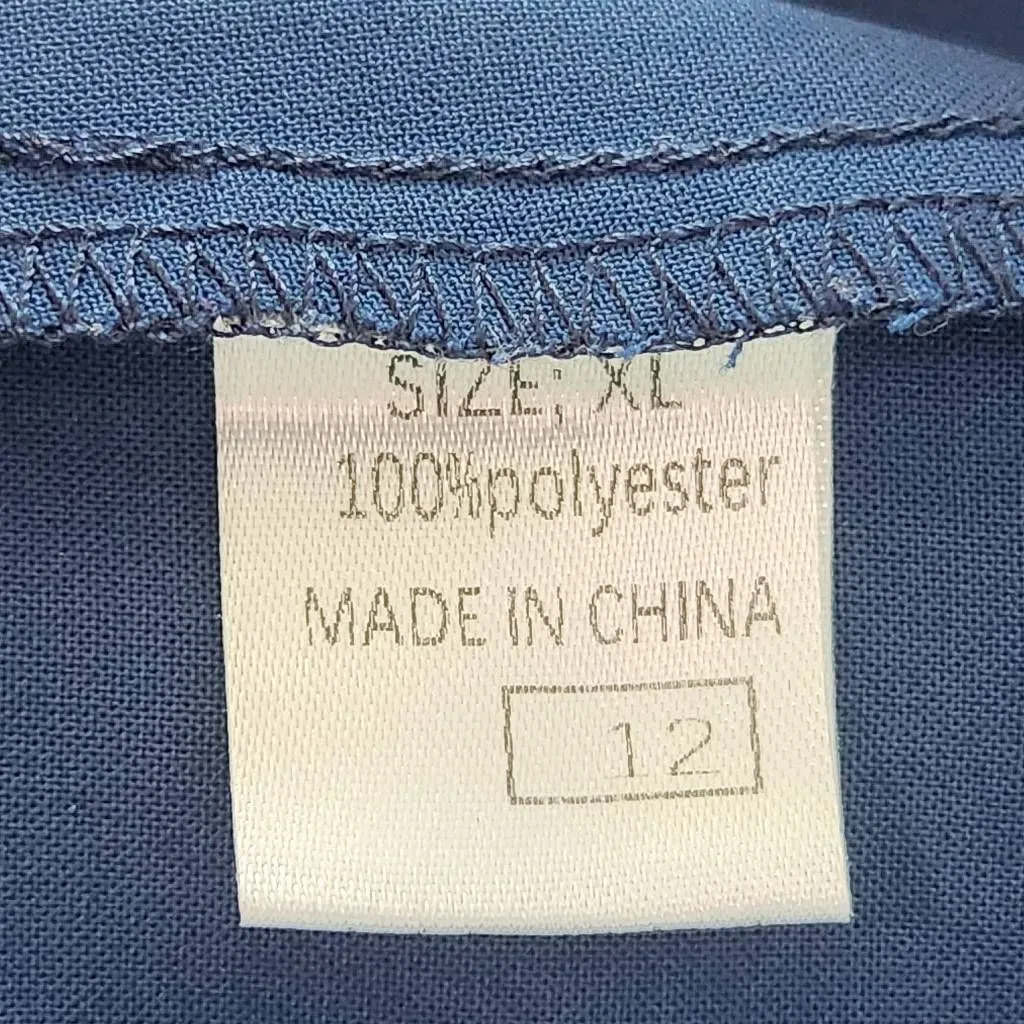 SIZE; XL
100%polyester
MADE IN CHINA
12